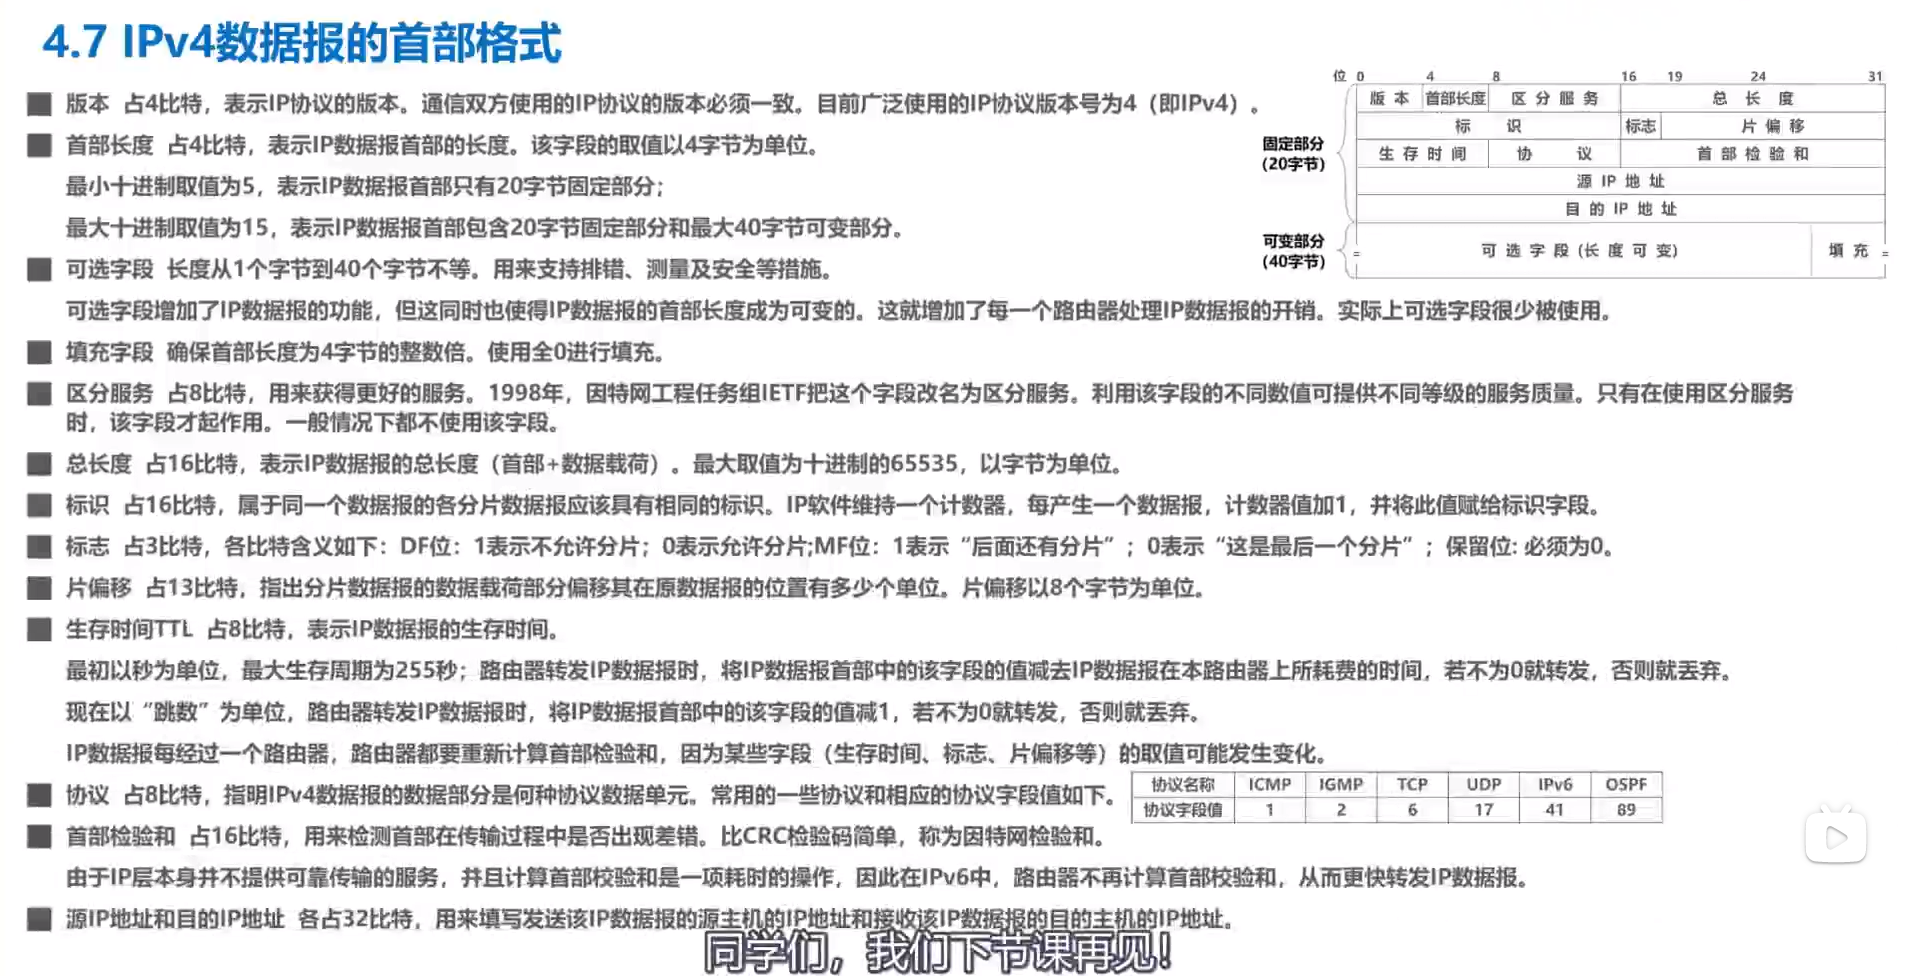 4.7 IPv4数据报的首部格式
位 0 4 8 16 19 24 31
版 本 首部长度 区 分 服 务 总 长 度
标 识 标志 片 偏 移
生 存 时 间 协 议 首 部 检 验 和
源 IP 地 址
目 的 IP 地 址
可 选 字 段 (长 度 可 变) 填 充
固定部分
(20字节)
可变部分
(40字节)
版本 占4比特，表示IP协议的版本。通信双方使用的IP协议的版本必须一致。目前广泛使用的IP协议版本号为4（即IPv4）。
首部长度 占4比特，表示IP数据报首部的长度。该字段的取值以4字节为单位。
最小十进制取值为5，表示IP数据报首部只有20字节固定部分；
最大十进制取值为15，表示IP数据报首部包含20字节固定部分和最大40字节可变部分。
可选字段 长度从1个字节到40个字节不等。用来支持排错、测量及安全等措施。
可选字段增加了IP数据报的功能，但这同时也使得IP数据报的首部长度成为可变的。这就增加了每一个路由器处理IP数据报的开销。实际上可选字段很少被使用。
填充字段 确保首部长度为4字节的整数倍。使用全0进行填充。
区分服务 占8比特，用来获得更好的服务。1998年，因特网工程任务组IETF把这个字段改名为区分服务。利用该字段的不同数值可提供不同等级的服务质量。只有在使用区分服务
时，该字段才起作用。一般情况下都不使用该字段。
总长度 占16比特，表示IP数据报的总长度（首部+数据载荷）。最大取值为十进制的65535，以字节为单位。
标识 占16比特，属于同一个数据报的各分片数据报应该具有相同的标识。IP软件维持一个计数器，每产生一个数据报，计数器值加1，并将此值赋给标识字段。
标志 占3比特，各比特含义如下：DF位：1表示不允许分片；0表示允许分片;MF位：1表示“后面还有分片”；0表示“这是最后一个分片”；保留位: 必须为0。
片偏移 占13比特，指出分片数据报的数据载荷部分偏移其在原数据报的位置有多少个单位。片偏移以8个字节为单位。
生存时间TTL 占8比特，表示IP数据报的生存时间。
最初以秒为单位，最大生存周期为255秒；路由器转发IP数据报时，将IP数据报首部中的该字段的值减去IP数据报在本路由器上所耗费的时间，若不为0就转发，否则就丢弃。
现在以“跳数”为单位，路由器转发IP数据报时，将IP数据报首部中的该字段的值减1，若不为0就转发，否则就丢弃。
IP数据报每经过一个路由器，路由器都要重新计算首部检验和，因为某些字段（生存时间、标志、片偏移等）的取值可能发生变化。
协议 占8比特，指明IPv4数据报的数据部分是何种协议数据单元。常用的一些协议和相应的协议字段值如下。
协议名称 ICMP IGMP TCP UDP IPv6 OSPF
协议字段值 1 2 6 17 41 89
首部检验和 占16比特，用来检测首部在传输过程中是否出现差错。比CRC检验码简单，称为因特网检验和。
由于IP层本身并不提供可靠传输的服务，并且计算首部校验和是一项耗时的操作，因此在IPv6中，路由器不再计算首部校验和，从而更快转发IP数据报。
源IP地址和目的IP地址 各占32比特，用来填写发送该IP数据报的源主机的IP地址和接收该IP数据报的目的主机的IP地址。
同学们，我们下节课再见！